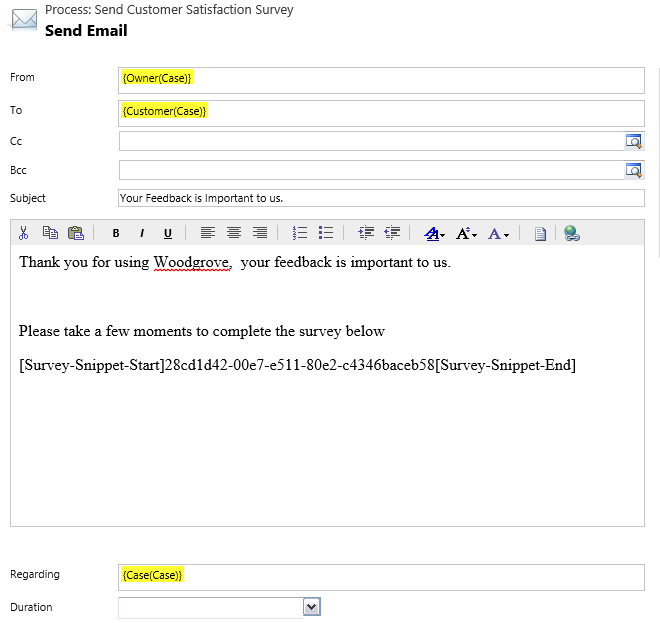 Process: Send Customer Satisfaction Survey
Send Email
From {Owner(Case)}
To {Customer(Case)}
Cc
Bcc
Subject Your Feedback is Important to us.
B I U A A A
Thank you for using Woodgrove,  your feedback is important to us.
Please take a few moments to complete the survey below
[Survey-Snippet-Start]28cd1d42-00e7-e511-80e2-c4346baceb58[Survey-Snippet-End]
Regarding {Case(Case)}
Duration